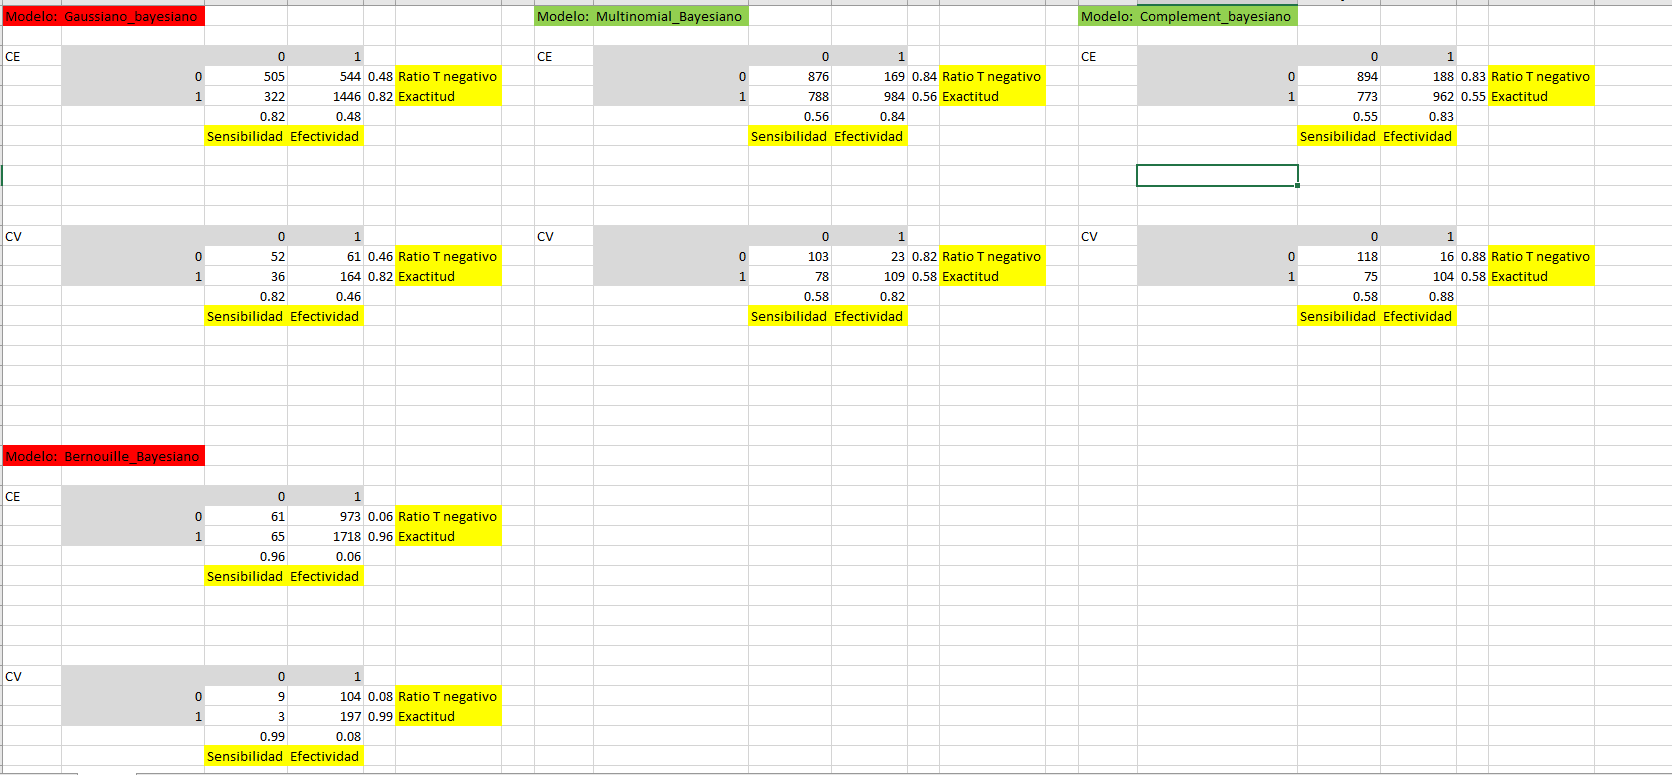 Modelo: Gaussiano_bayesiano Modelo: Multinomial_Bayesiano Modelo: Complement_bayesiano
CE 0 1 CE 0 1 CE 0 1
0 505 544 0.48 Ratio T negativo 0 876 169 0.84 Ratio T negativo 0 894 188 0.83 Ratio T negativo
1 322 1446 0.82 Exactitud 1 788 984 0.56 Exactitud 1 773 962 0.55 Exactitud
0.82 0.48 0.56 0.84 0.55 0.83
Sensibilidad Efectividad Sensibilidad Efectividad Sensibilidad Efectividad
CV 0 1 CV 0 1 CV 0 1
0 52 61 0.46 Ratio T negativo 0 103 23 0.82 Ratio T negativo 0 118 16 0.88 Ratio T negativo
1 36 164 0.82 Exactitud 1 78 109 0.58 Exactitud 1 75 104 0.58 Exactitud
0.82 0.46 0.58 0.82 0.58 0.88
Sensibilidad Efectividad Sensibilidad Efectividad Sensibilidad Efectividad
Modelo: Bernouille_Bayesiano
CE 0 1
0 61 973 0.06 Ratio T negativo
1 65 1718 0.96 Exactitud
0.96 0.06
Sensibilidad Efectividad
CV 0 1
0 9 104 0.08 Ratio T negativo
1 3 197 0.99 Exactitud
0.99 0.08
Sensibilidad Efectividad